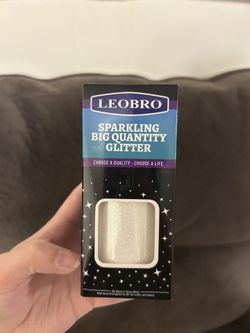 LEOBRO
SPARKLING
BIG QUANTITY
GLITTER
CHOOSE A QUALITY · CHOOSE A LIFE